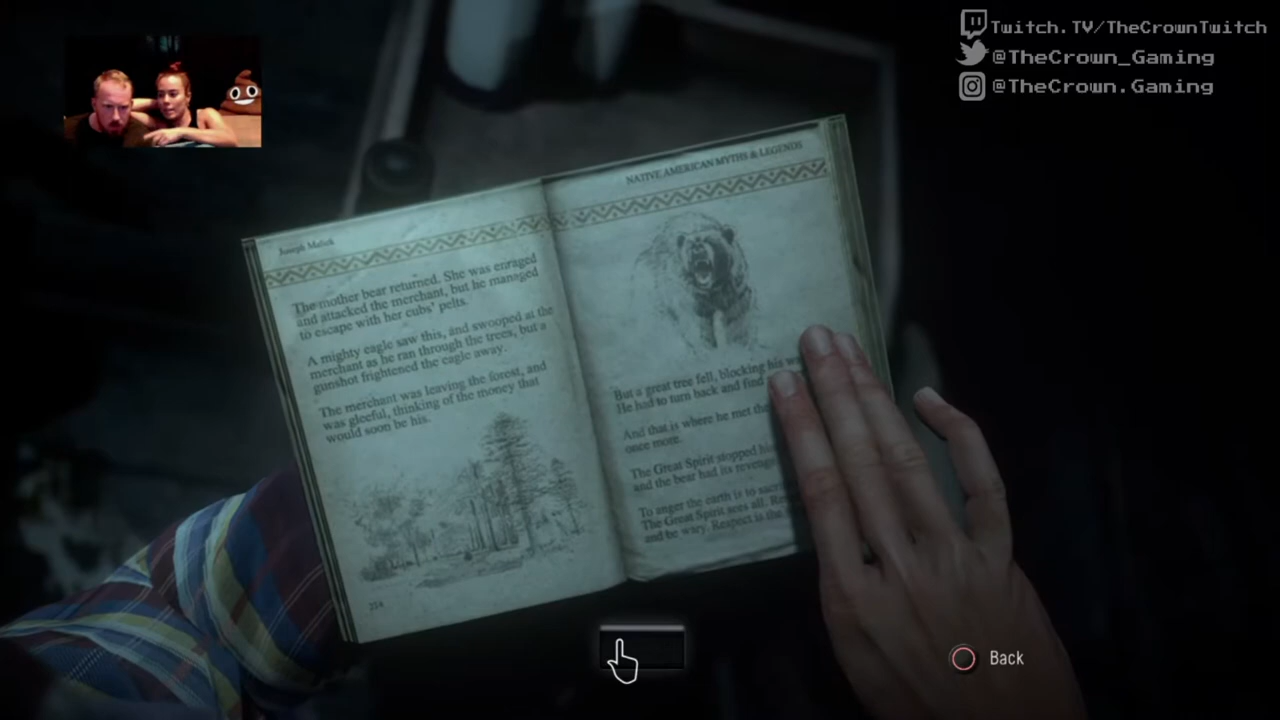 Twitch.TV/TheCrownTwitch
@TheCrown_Gaming
@TheCrown.Gaming
Joseph Malick
The mother bear returned. She was enraged
and attacked the merchant, but he managed
to escape with her cubs' pelts.
A mighty eagle saw this, and swooped at the
merchant as he ran through the trees, but a
gunshot frightened the eagle away.
The merchant was leaving the forest, and
was gleeful, thinking of the money that
would soon be his.
254
NATIVE AMERICAN MYTHS & LEGENDS
But a great tree fell, blocking his
He had to turn back and find
And that is where he met the
once more.
The Great Spirit stopped
and the bear had its revenge
To anger the earth is to
The Great Spirit sees all.
and be wary. Respect is the
Back